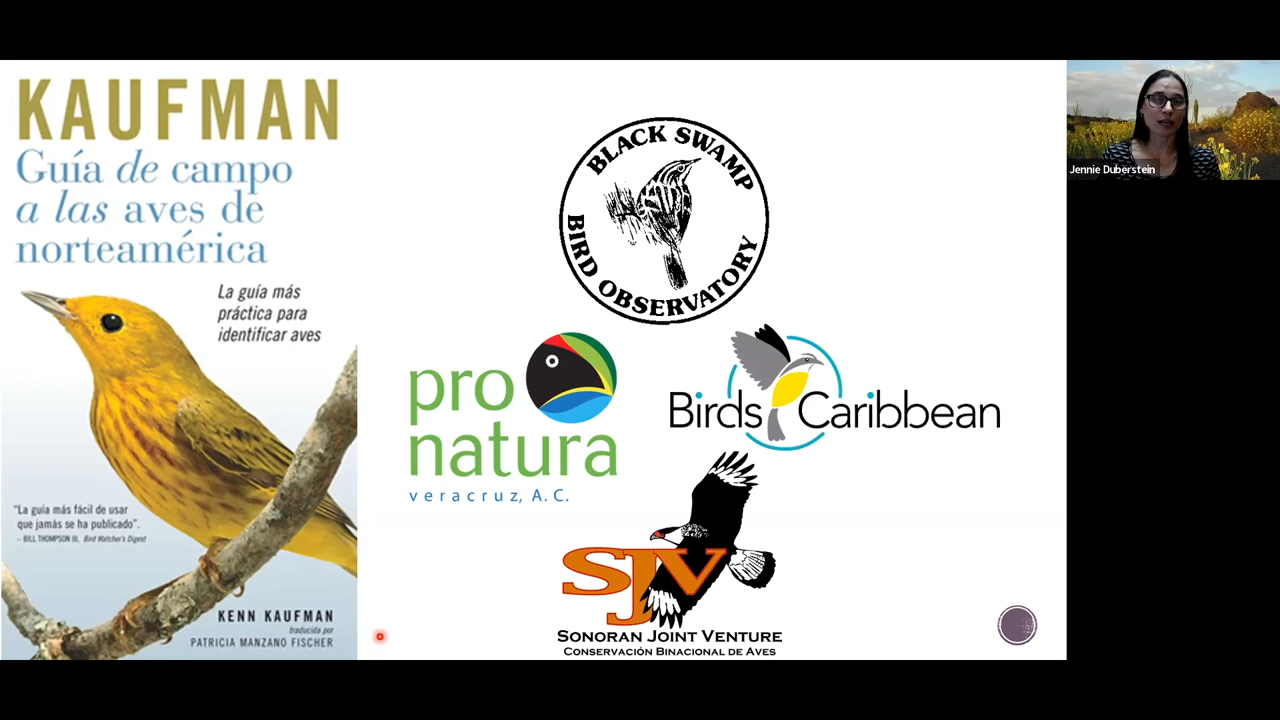 KAUFMAN
Guía de campo
a las aves de
norteamérica
La guía más
práctica para
identificar aves
“La guía más fácil de usar
que jamás se ha publicado”.
– BILL THOMPSON III, Bird Watcher's Digest
KENN KAUFMAN
traducida por
PATRICIA MANZANO FISCHER
BLACK SWAMP
BIRD OBSERVATORY
pro
natura
veracruz, A.C.
Birds Caribbean
SJV
SONORAN JOINT VENTURE
CONSERVACIÓN BINACIONAL DE AVES
Jennie Duberstein